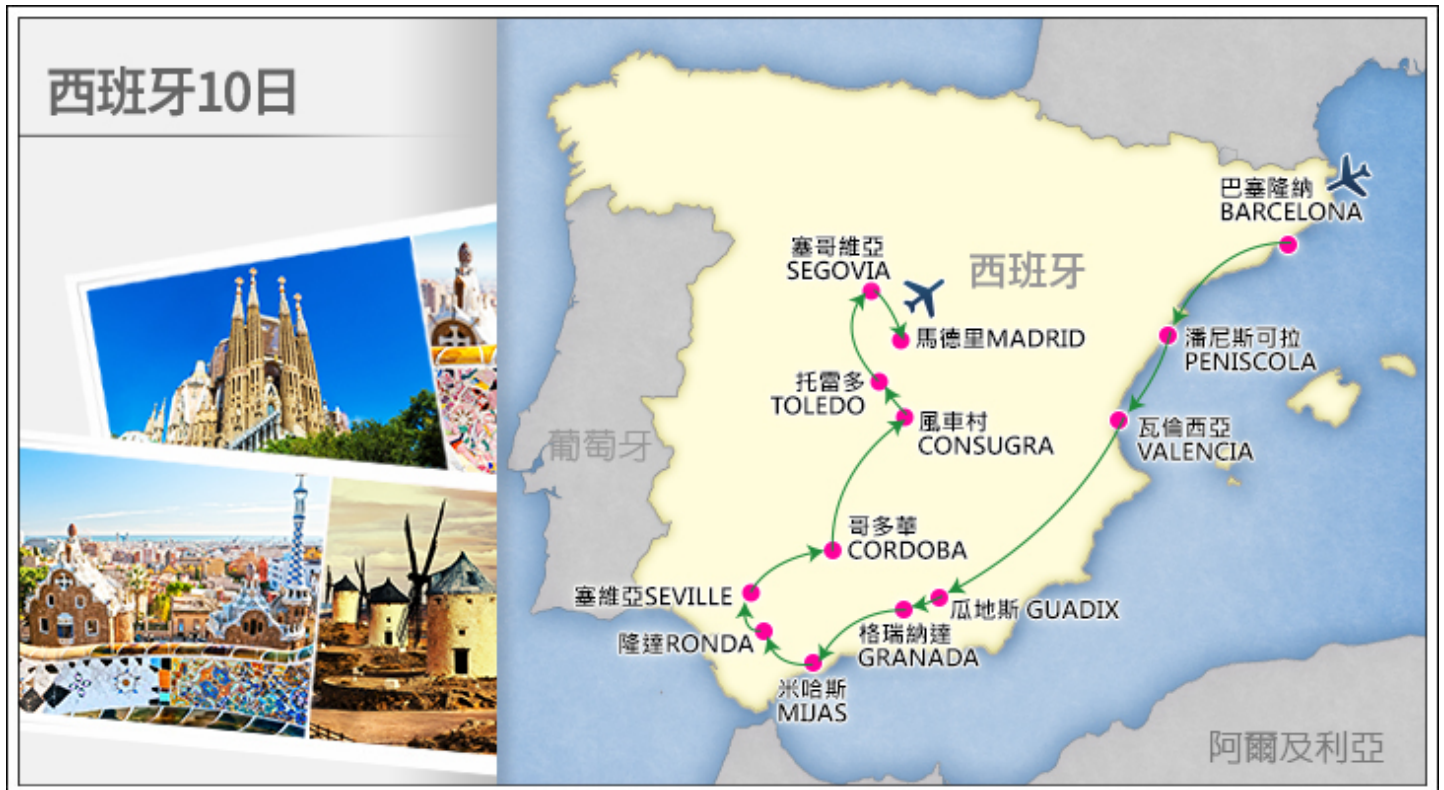 西班牙10日
巴塞隆納
BARCELONA
塞哥維亞
SEGOVIA
西班牙
馬德里MADRID
潘尼斯可拉
PENISCOLA
托雷多
TOLEDO
風車村
CONSUGRA
瓦倫西亞
VALENCIA
葡萄牙
哥多華
CORDOBA
塞維亞SEVILLE
瓜地斯 GUADIX
隆達RONDA
格瑞納達
GRANADA
米哈斯
MIJAS
阿爾及利亞